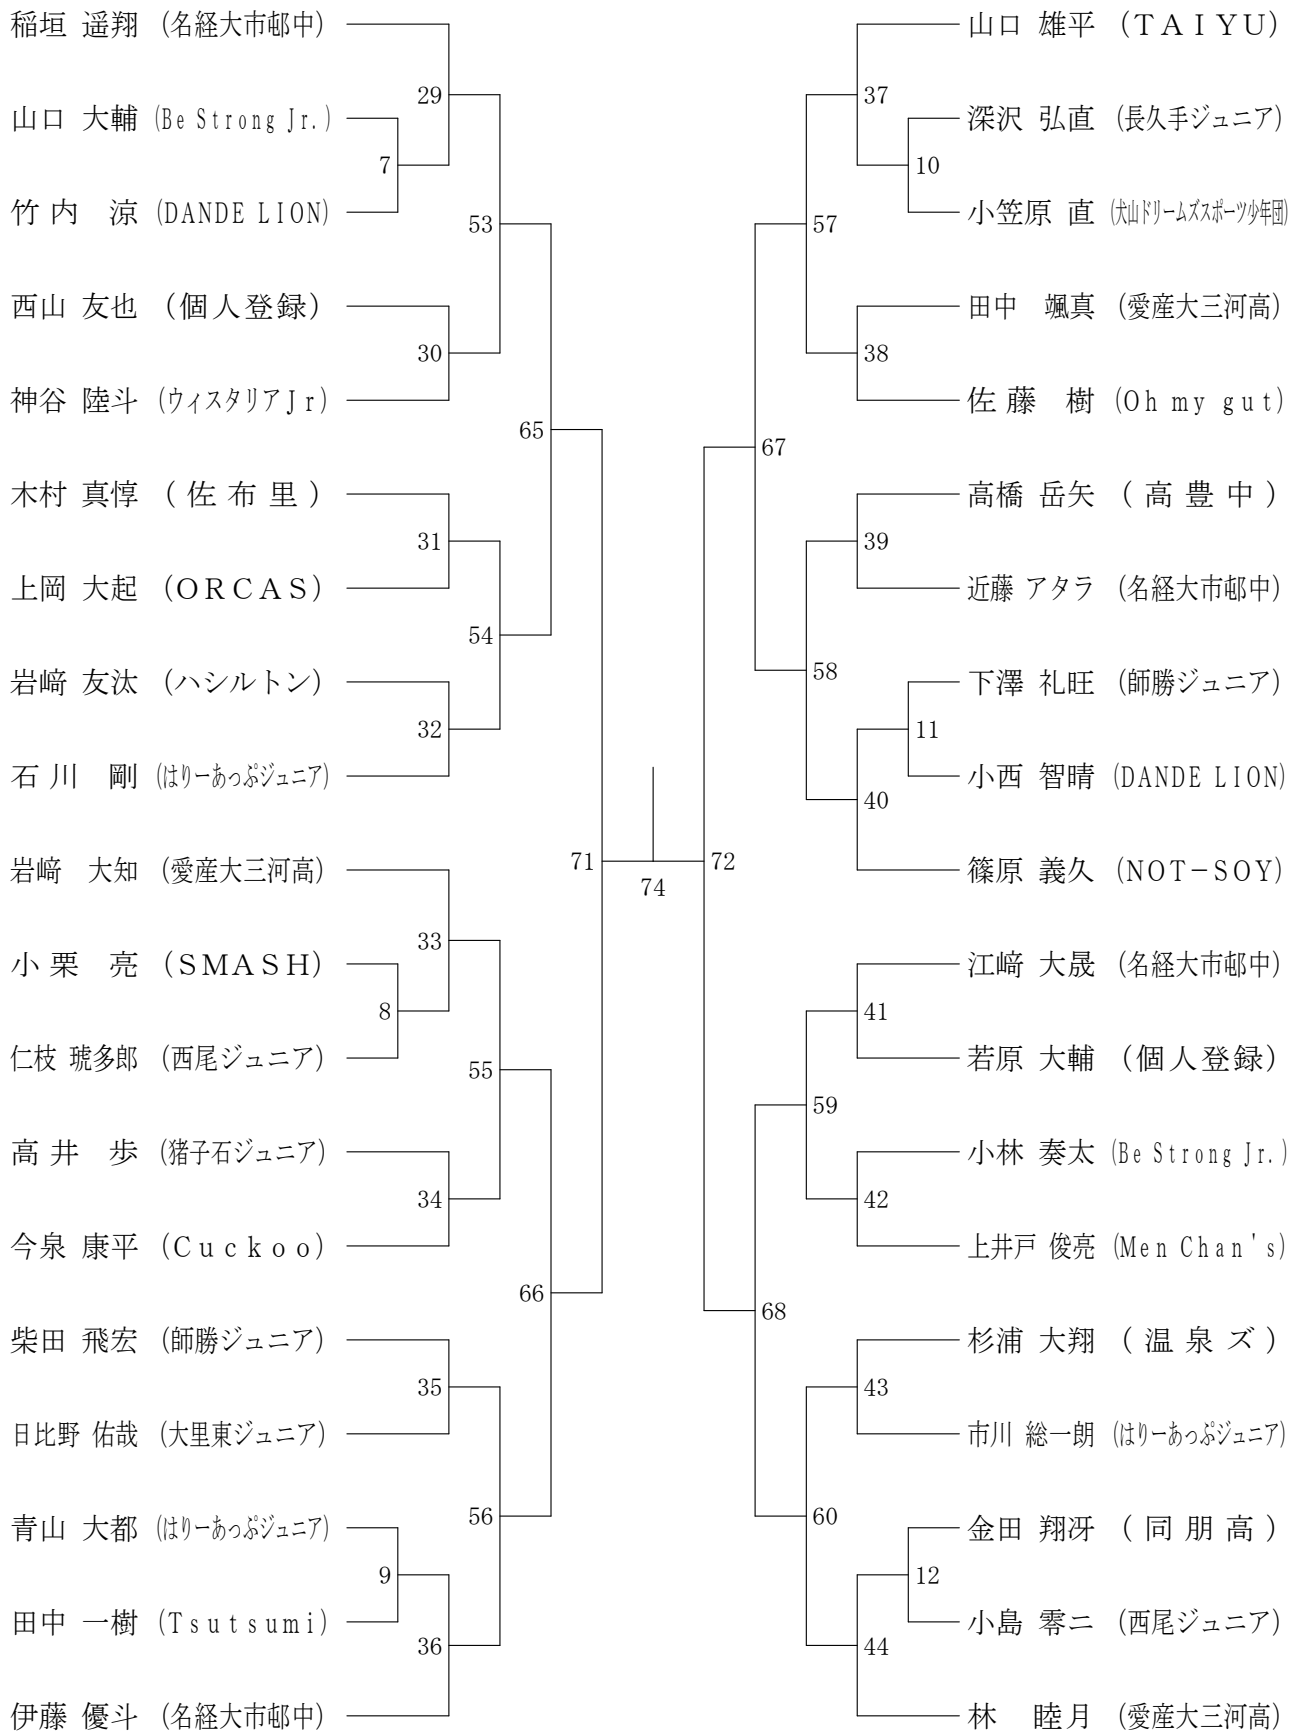 稲垣 遥翔 (名経大市邨中)
29
山口 大輔 (Be Strong Jr.)
7
竹内 涼 (DANDE LION)
53
西山 友也 (個人登録)
30
神谷 陸斗 (ウィスタリアJr)
65
木村 真惇 (佐布里)
31
上岡 大起 (ORCAS)
54
岩﨑 友汰 (ハシルトン)
32
石川 剛 (はりーあっぷジュニア)
71
岩﨑 大知 (愛産大三河高)
33
小栗 亮 (SMASH)
8
仁枝 琥多郎 (西尾ジュニア)
55
高井 歩 (猪子石ジュニア)
34
今泉 康平 (Cuckoo)
66
柴田 飛宏 (師勝ジュニア)
35
日比野 佑哉 (大里東ジュニア)
56
青山 大都 (はりーあっぷジュニア)
9
田中 一樹 (Tsutsumi)
36
伊藤 優斗 (名経大市邨中)
74
山口 雄平 (TAIYU)
37
深沢 弘直 (長久手ジュニア)
10
小笠原 直 (犬山ドリームズスポーツ少年団)
57
田中 颯真 (愛産大三河高)
38
佐藤 樹 (Oh my gut)
67
高橋 岳矢 (高豊中)
39
近藤 アタラ (名経大市邨中)
58
下澤 礼旺 (師勝ジュニア)
11
小西 智晴 (DANDE LION)
40
篠原 義久 (NOT-SOY)
72
江﨑 大晟 (名経大市邨中)
41
若原 大輔 (個人登録)
59
小林 奏太 (Be Strong Jr.)
42
上井戸 俊亮 (Men Chan's)
68
杉浦 大翔 (温泉ズ)
43
市川 総一朗 (はりーあっぷジュニア)
60
金田 翔冴 (同朋高)
12
小島 零二 (西尾ジュニア)
44
林 睦月 (愛産大三河高)